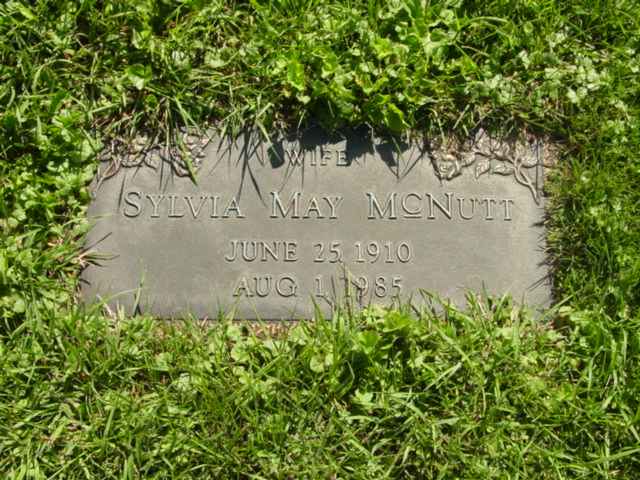 WIFE
SYLVIA MAY MCNUTT
JUNE 25, 1910
AUG 1, 1985